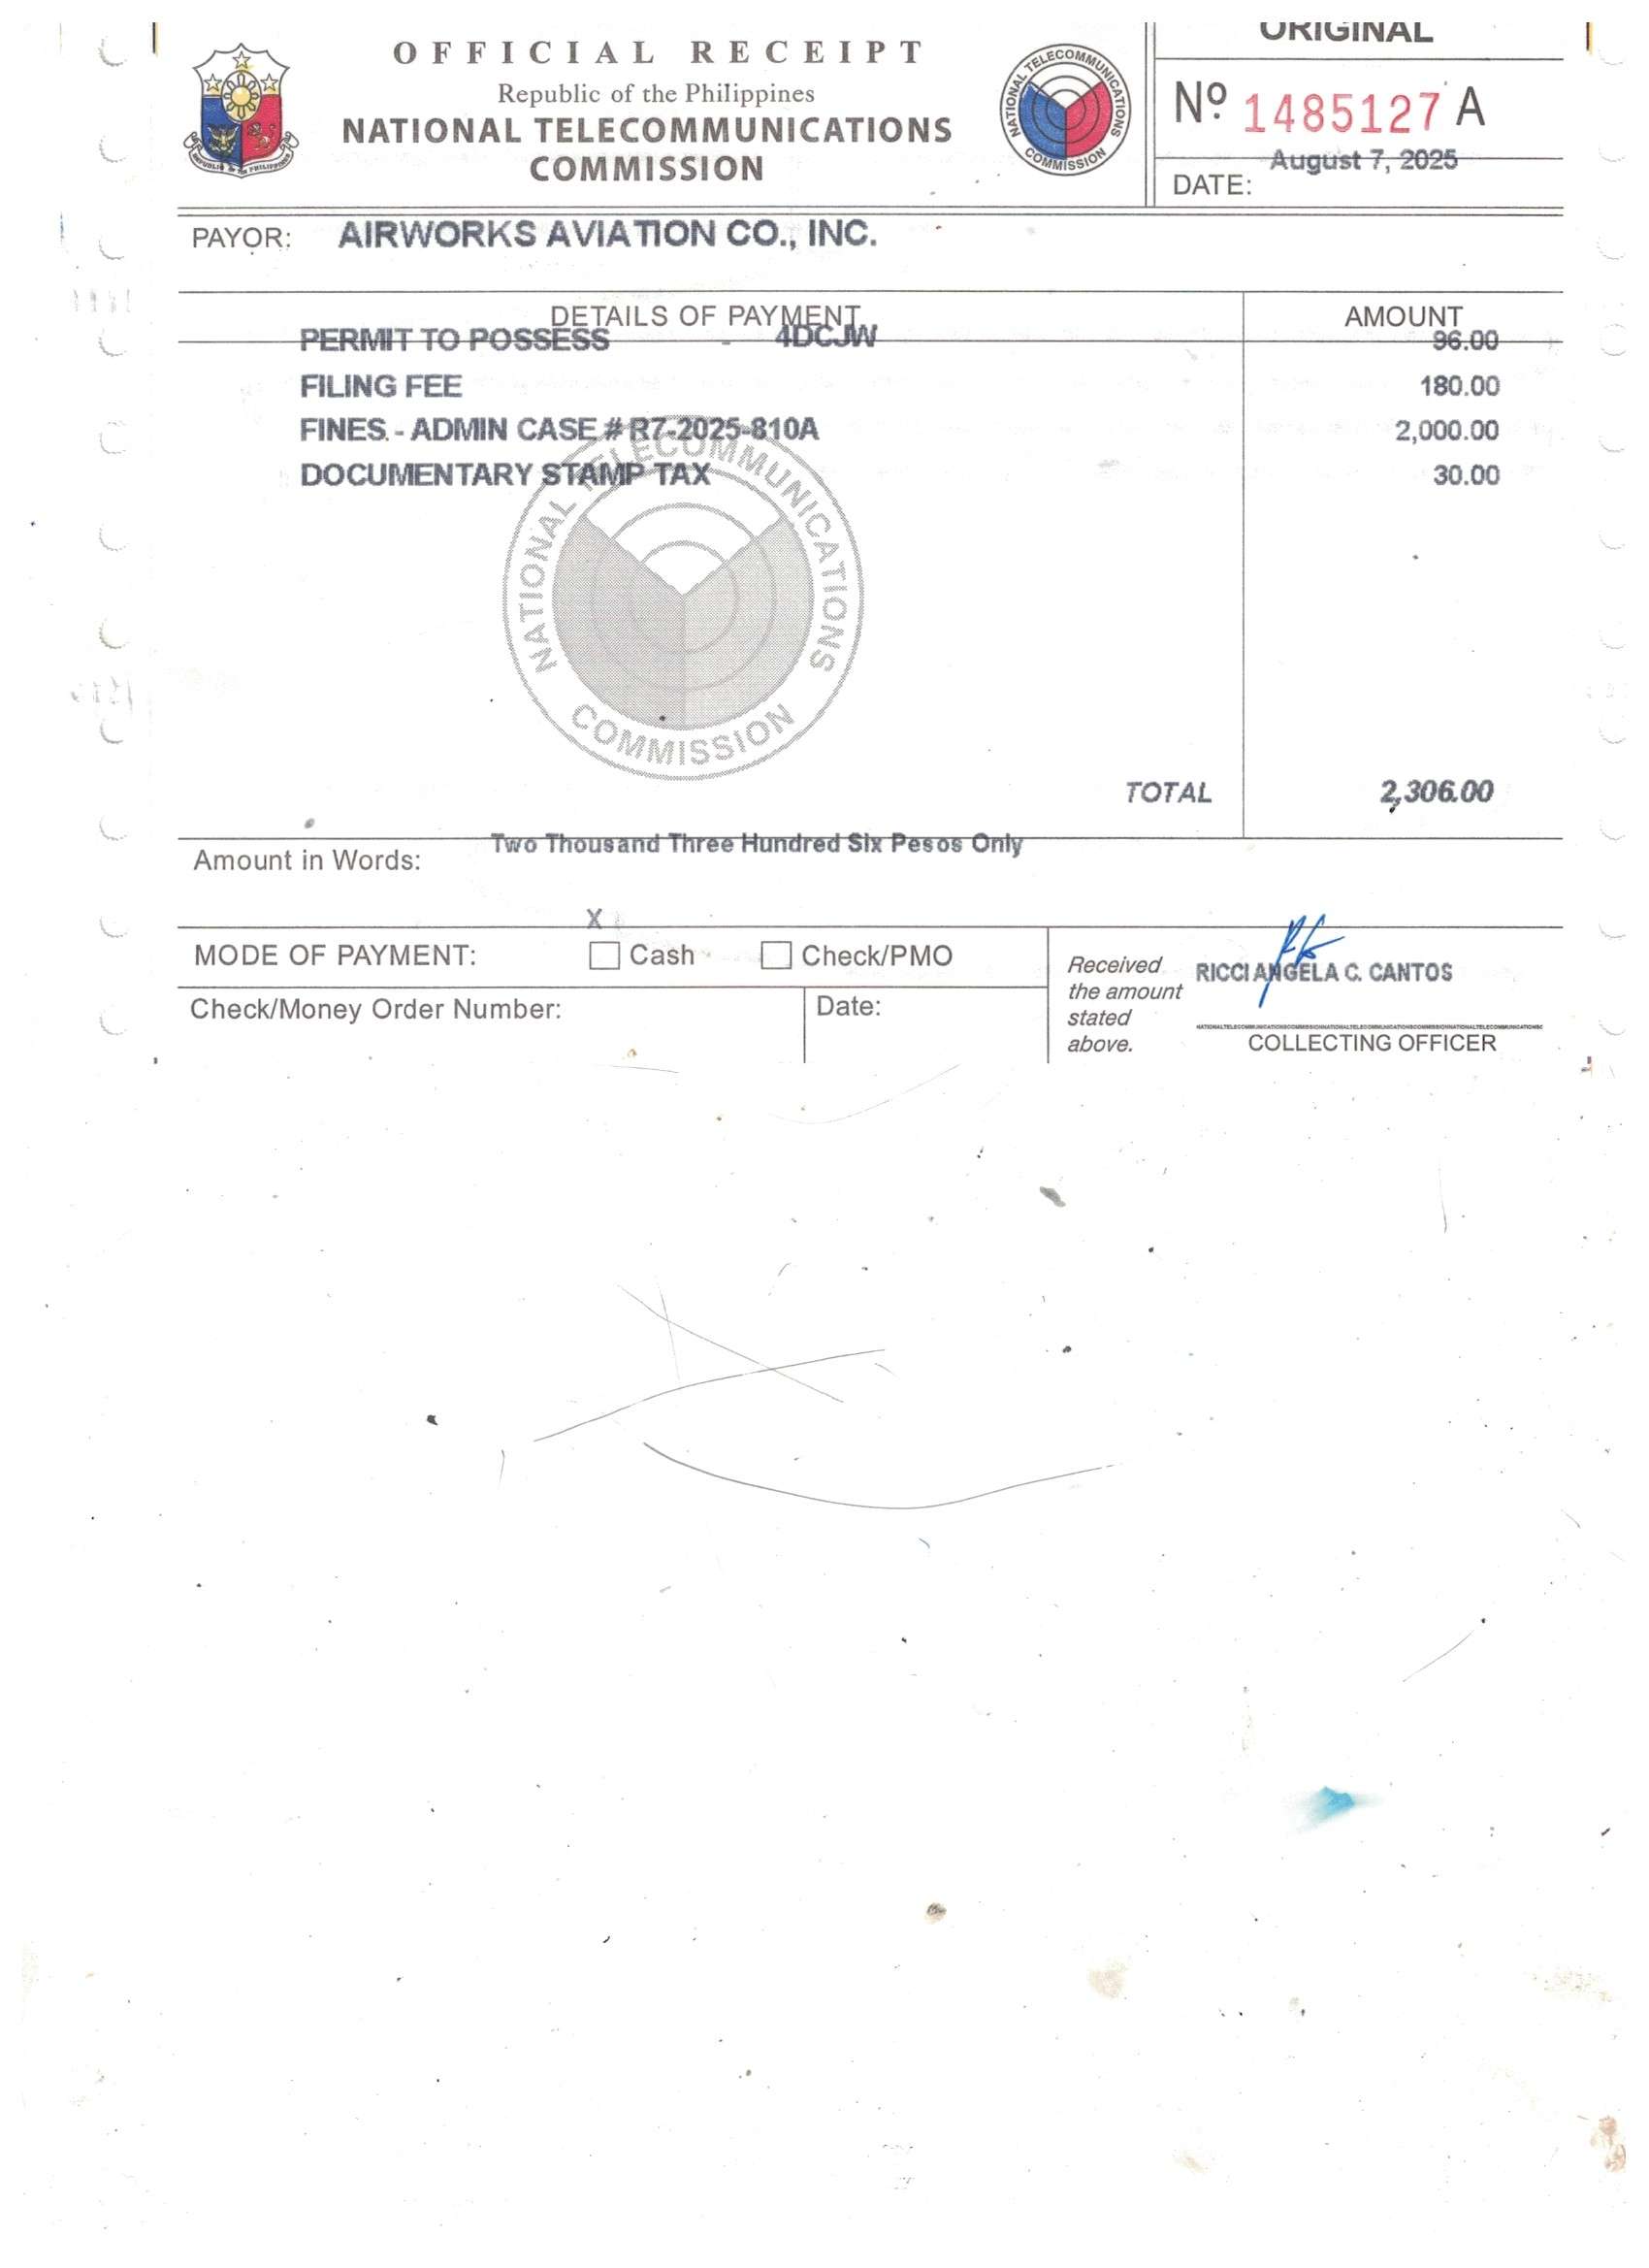 OFFICIAL RECEIPT
Republic of the Philippines
NATIONAL TELECOMMUNICATIONS
COMMISSION
REPUBLIC OF THE PHILIPPINES
NATIONAL TELECOMMUNICATIONS COMMISSION
ORIGINAL
Nº 1485127 A
August 7, 2025
DATE:
PAYOR: AIRWORKS AVIATION CO., INC.
DETAILS OF PAYMENT AMOUNT
PERMIT TO POSSESS - 4DCJW 96.00
FILING FEE 180.00
FINES - ADMIN CASE # R7-2025-810A 2,000.00
DOCUMENTARY STAMP TAX 30.00
NATIONAL TELECOMMUNICATIONS COMMISSION
TOTAL 2,306.00
Amount in Words: Two Thousand Three Hundred Six Pesos Only
X
MODE OF PAYMENT: Cash Check/PMO
Check/Money Order Number: Date:
Received
the amount
stated
above.
RICCI ANGELA C. CANTOS
COLLECTING OFFICER